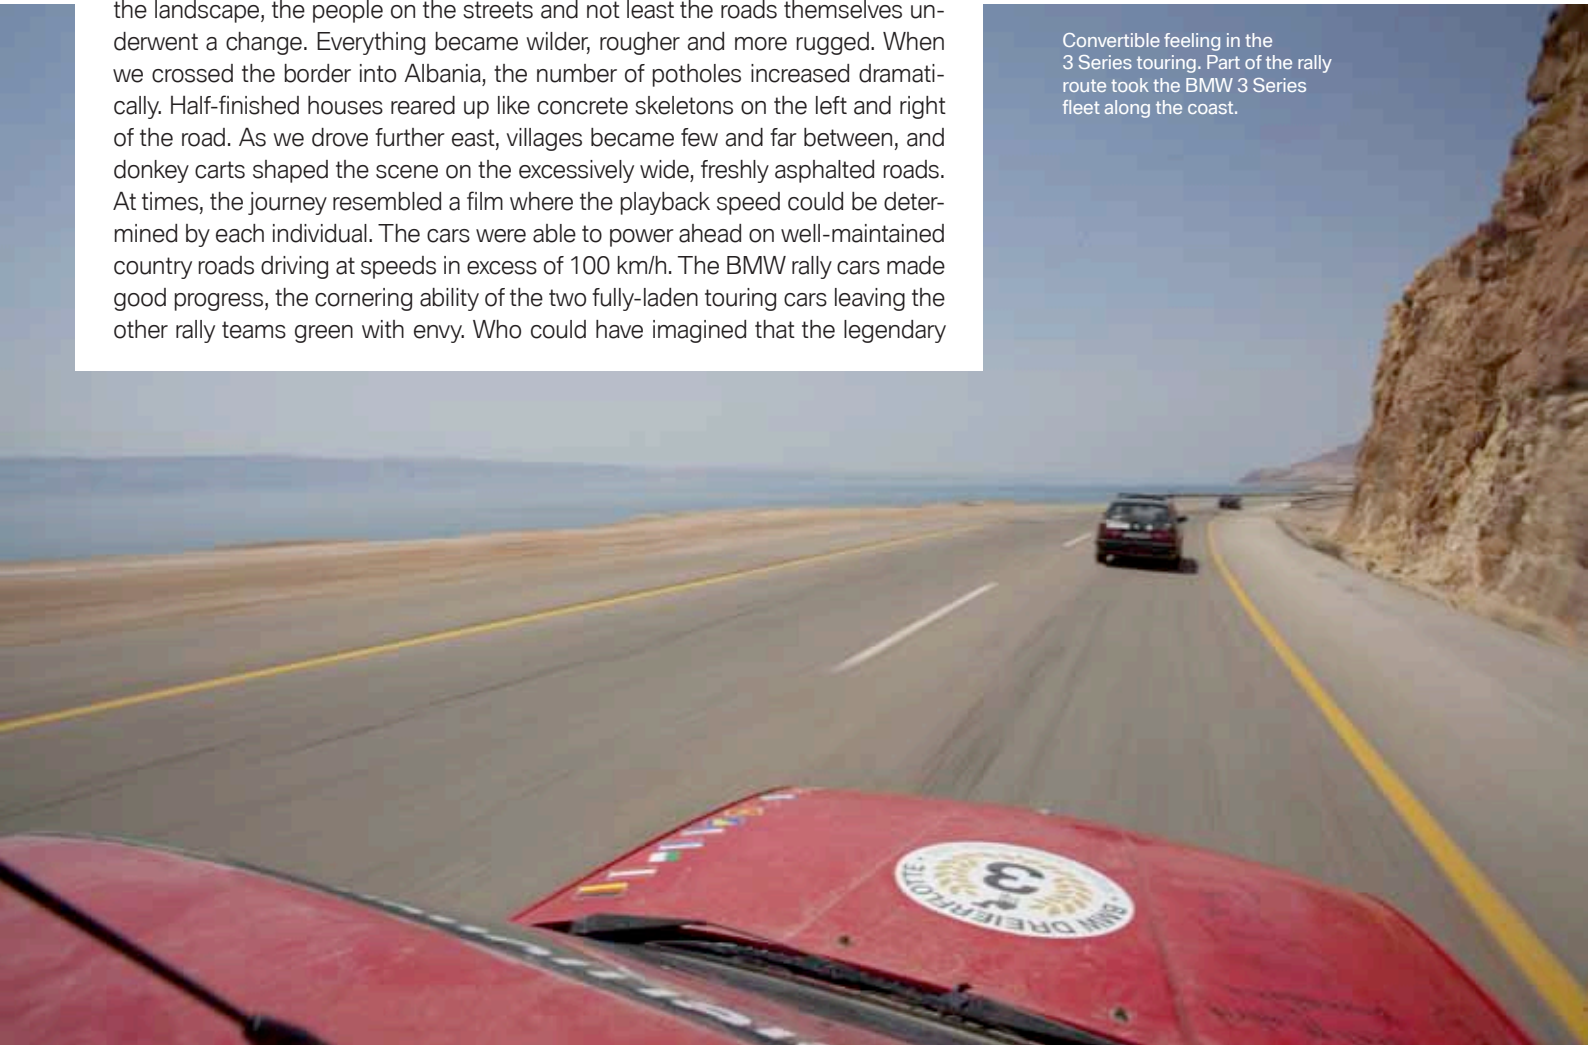 the landscape, the people on the streets and not least the roads themselves un-
derwent a change. Everything became wilder, rougher and more rugged. When
we crossed the border into Albania, the number of potholes increased dramati-
cally. Half-finished houses reared up like concrete skeletons on the left and right
of the road. As we drove further east, villages became few and far between, and
donkey carts shaped the scene on the excessively wide, freshly asphalted roads.
At times, the journey resembled a film where the playback speed could be deter-
mined by each individual. The cars were able to power ahead on well-maintained
country roads driving at speeds in excess of 100 km/h. The BMW rally cars made
good progress, the cornering ability of the two fully-laden touring cars leaving the
other rally teams green with envy. Who could have imagined that the legendary
Convertible feeling in the
3 Series touring. Part of the rally
route took the BMW 3 Series
fleet along the coast.
3
BMW DREIERFLOTTE